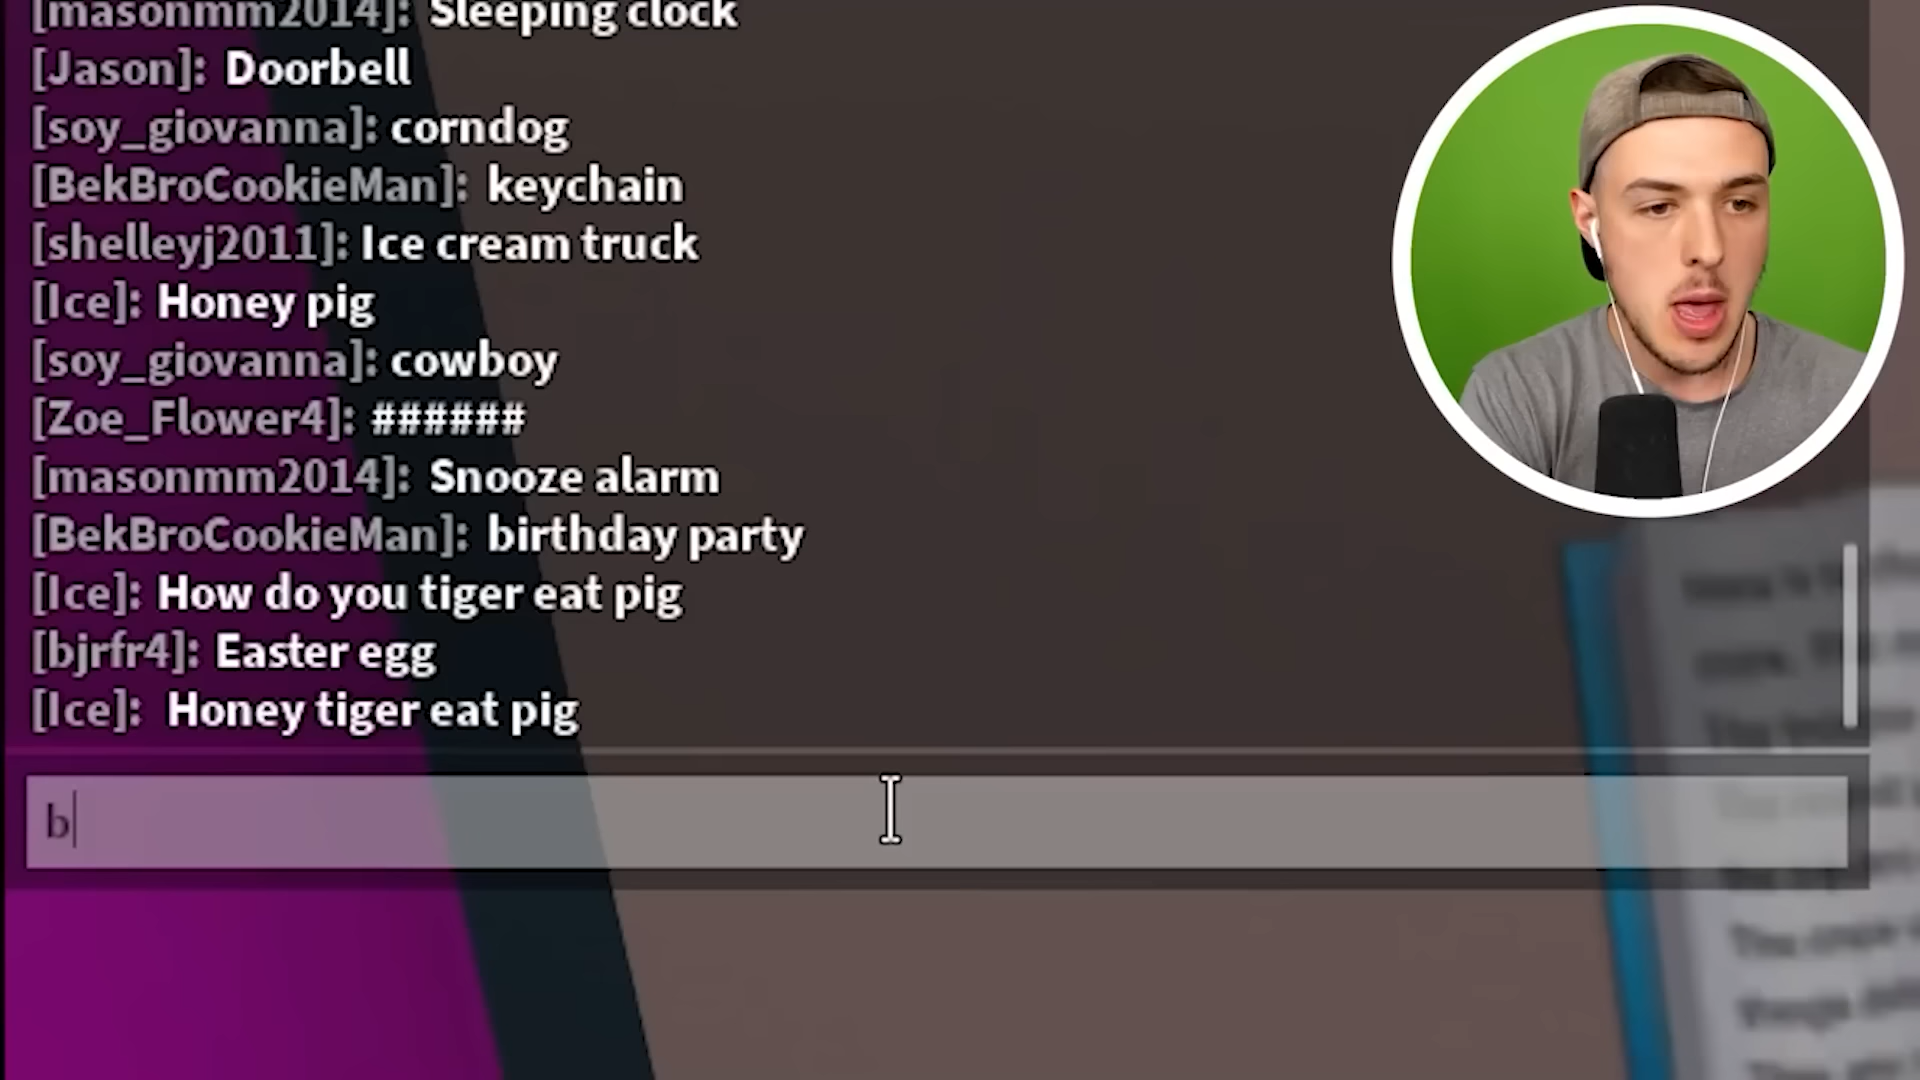 [masonmm2014]: Sleeping clock
[Jason]: Doorbell
[soy_giovanna]: corndog
[BekBroCookieMan]: keychain
[shelleyj2011]: Ice cream truck
[Ice]: Honey pig
[soy_giovanna]: cowboy
[Zoe_Flower4]: ######
[masonmm2014]: Snooze alarm
[BekBroCookieMan]: birthday party
[Ice]: How do you tiger eat pig
[bjrfr4]: Easter egg
[Ice]: Honey tiger eat pig
b